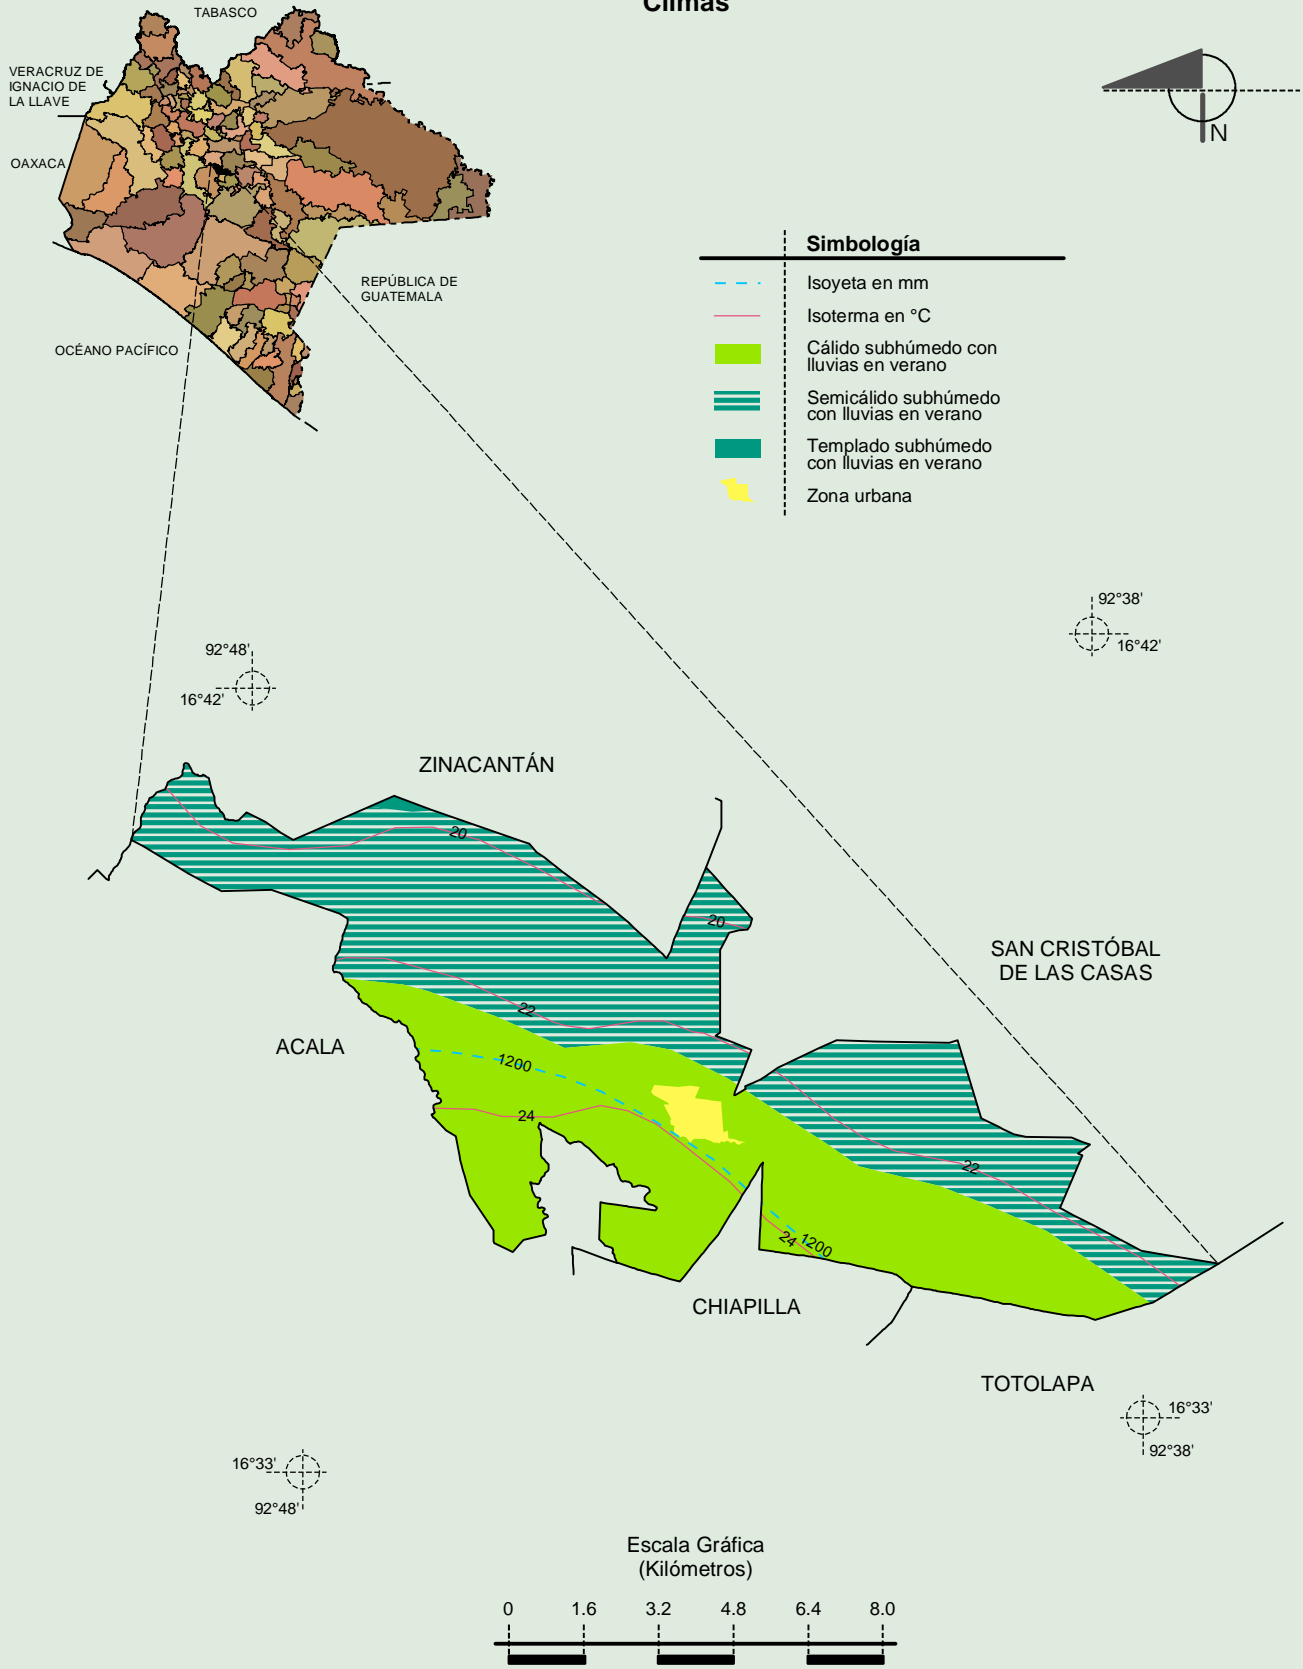 Climas
TABASCO
VERACRUZ DE
IGNACIO DE
LA LLAVE
OAXACA
REPÚBLICA DE
GUATEMALA
OCÉANO PACÍFICO
N
Simbología
Isoyeta en mm
Isoterma en °C
Cálido subhúmedo con
lluvias en verano
Semicálido subhúmedo
con lluvias en verano
Templado subhúmedo
con lluvias en verano
Zona urbana
92°38'
16°42'
92°48'
16°42'
ZINACANTÁN
20
20
SAN CRISTÓBAL
DE LAS CASAS
22
ACALA
1200
24
22
24
1200
CHIAPILLA
TOTOLAPA
16°33'
92°38'
16°33'
92°48'
Escala Gráfica
(Kilómetros)
0 1.6 3.2 4.8 6.4 8.0